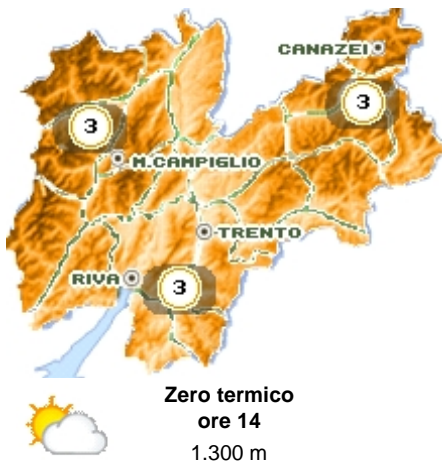 CANAZEI
3
3
M.CAMPIGLIO
TRENTO
RIVA
3
Zero termico
ore 14
1.300 m